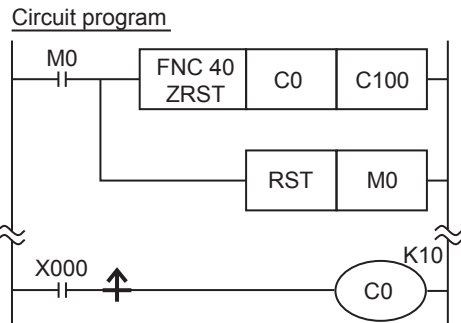 Circuit program
M0
FNC 40
ZRST
C0
C100
RST
M0
X000
K10
C0